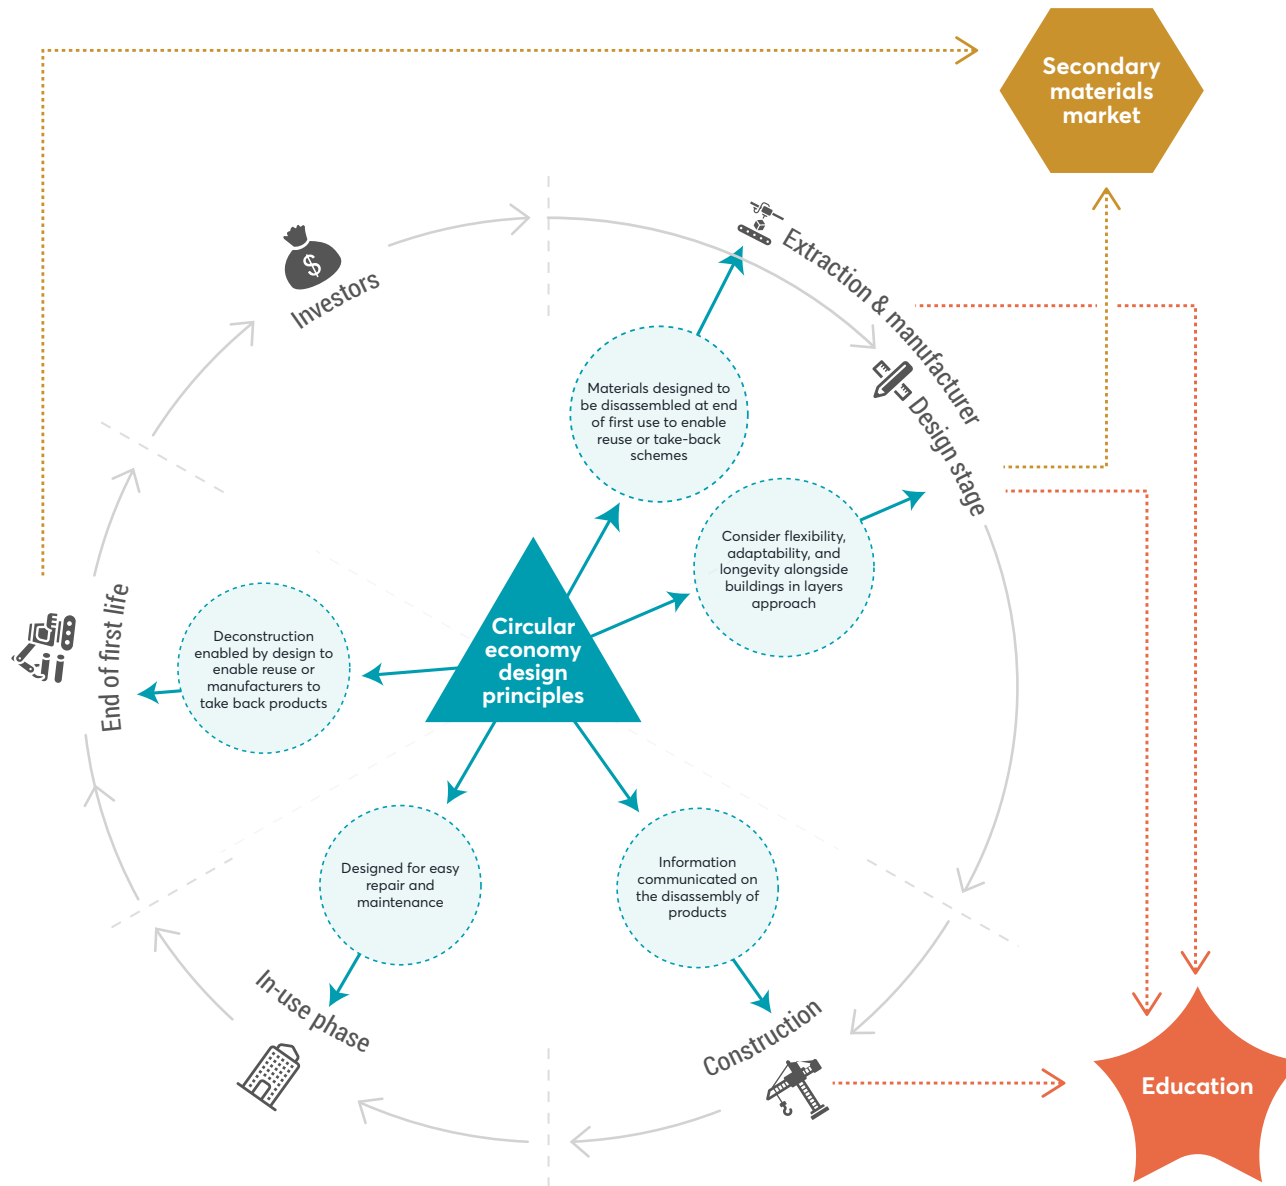 Secondary
materials
market
Extraction & manufacturer
Investors
$
Design stage
Materials designed to
be disassembled at end
of first use to enable
reuse or take-back
schemes
Consider flexibility,
adaptability, and
longevity alongside
buildings in layers
approach
Circular
economy
design
principles
End of first life
Deconstruction
enabled by design to
enable reuse or
manufacturers to
take back products
Designed for easy
repair and
maintenance
Information
communicated on
the disassembly of
products
In-use phase
Construction
Education